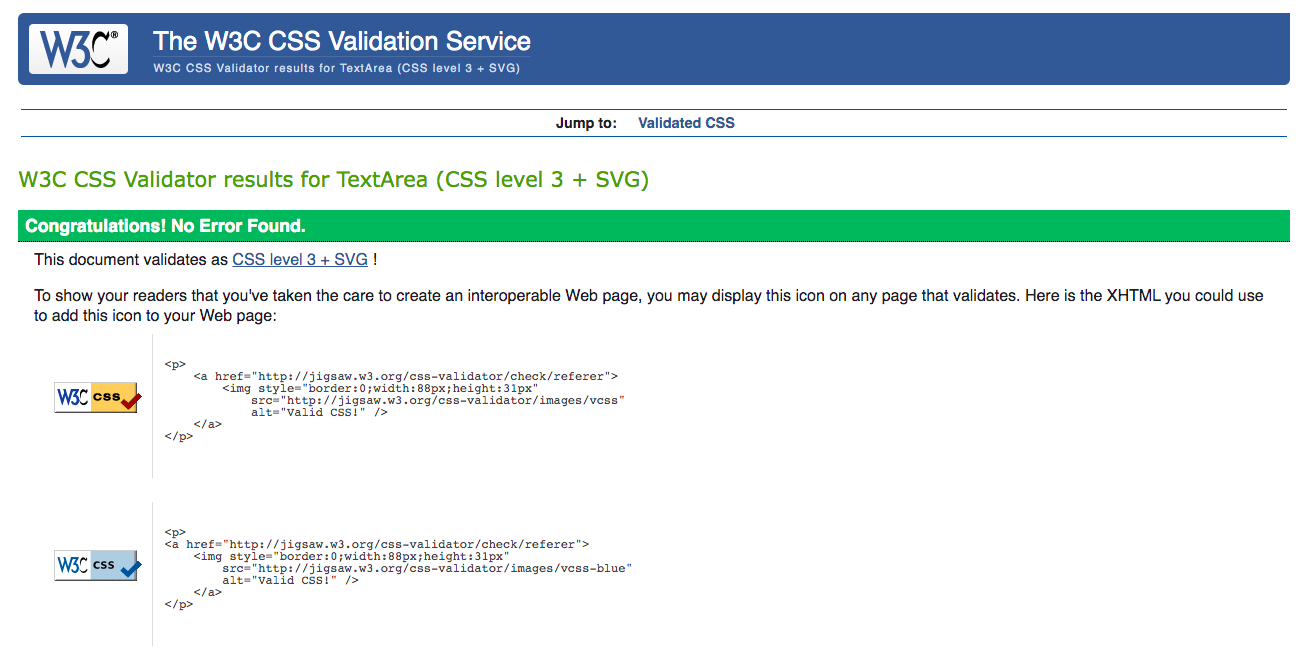 W3C®
The W3C CSS Validation Service
W3C CSS Validator results for TextArea (CSS level 3 + SVG)
Jump to: Validated CSS
W3C CSS Validator results for TextArea (CSS level 3 + SVG)
Congratulations! No Error Found.
This document validates as CSS level 3 + SVG !
To show your readers that you've taken the care to create an interoperable Web page, you may display this icon on any page that validates. Here is the XHTML you could use
to add this icon to your Web page:
W3C css
<p>
    <a href="http://jigsaw.w3.org/css-validator/check/referer">
        <img style="border:0;width:88px;height:31px"
            src="http://jigsaw.w3.org/css-validator/images/vcss"
            alt="Valid CSS!" />
    </a>
</p>
W3C css
<p>
<a href="http://jigsaw.w3.org/css-validator/check/referer">
    <img style="border:0;width:88px;height:31px"
        src="http://jigsaw.w3.org/css-validator/images/vcss-blue"
        alt="Valid CSS!" />
    </a>
</p>